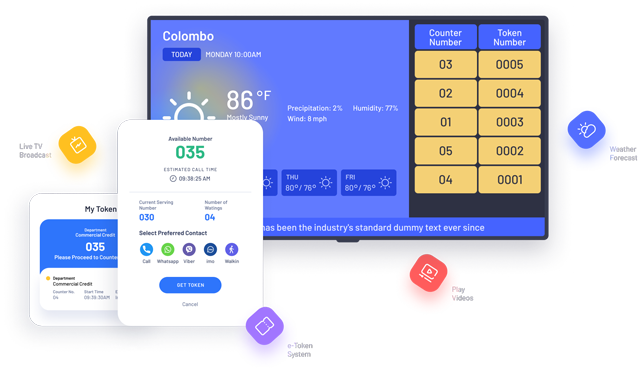 Colombo
TODAY MONDAY 10:00AM
86 °F
Mostly Sunny
Precipitation: 2% Humidity: 77%
Wind: 8 mph
THU
80°/ 76°
FRI
80°/ 76°
has been the industry's standard dummy text ever since
Counter Number Token Number
03 0005
02 0004
01 0003
05 0002
04 0001
Live TV
Broadcast
Weather
Forecast
Available Number
035
ESTIMATED CALL TIME
09:38:25 AM
Current Serving Number
030
Number of Waitings
04
Select Preferred Contact
Call Whatsapp Viber imo Walkin
GET TOKEN
Cancel
My Token
Department
Commercial Credit
035
Please Proceed to Counter
Department
Commercial Credit
Counter No. Start Time
04 09:39:30AM
Play
Videos
e-Token
System